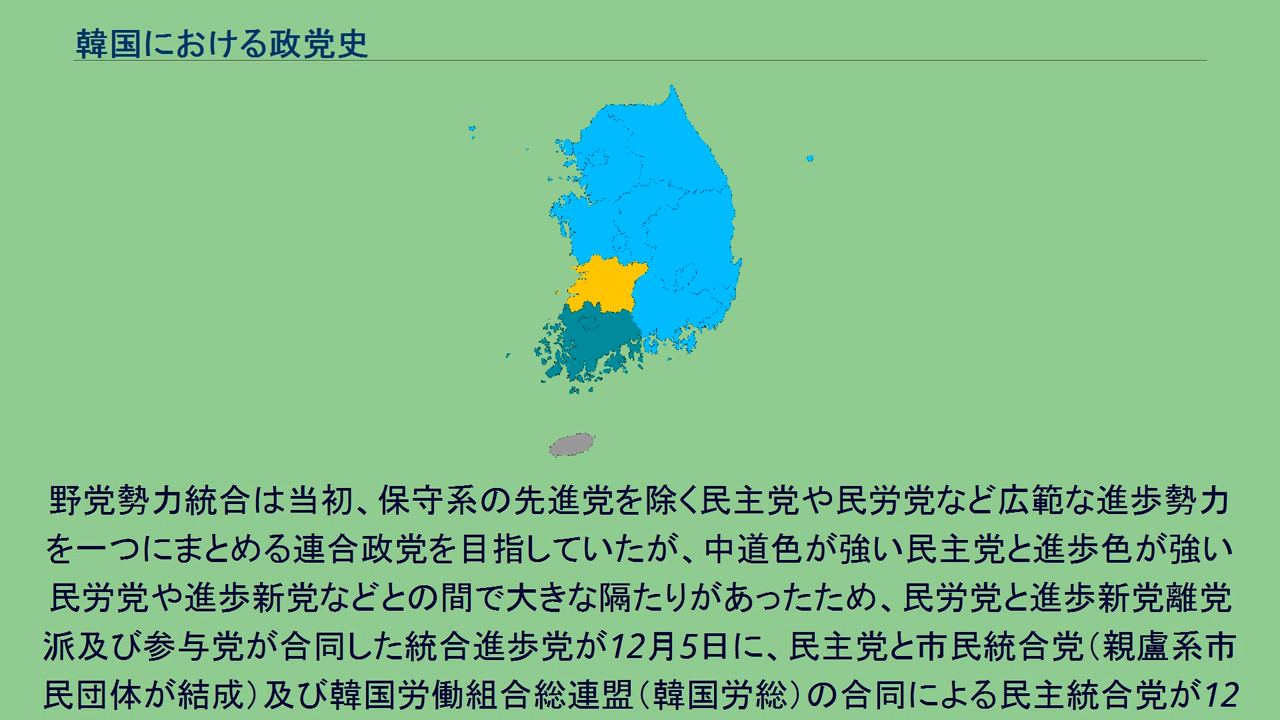 韓国における政党史
野党勢力統合は当初、保守系の先進党を除く民主党や民労党など広範な進歩勢力
を一つにまとめる連合政党を目指していたが、中道色が強い民主党と進歩色が強い
民労党や進歩新党などとの間で大きな隔たりがあったため、民労党と進歩新党離党
派及び参与党が合同した統合進歩党が12月5日に、民主党と市民統合党（親盧系市
民団体が結成）及び韓国労働組合総連盟（韓国労総）の合同による民主統合党が12